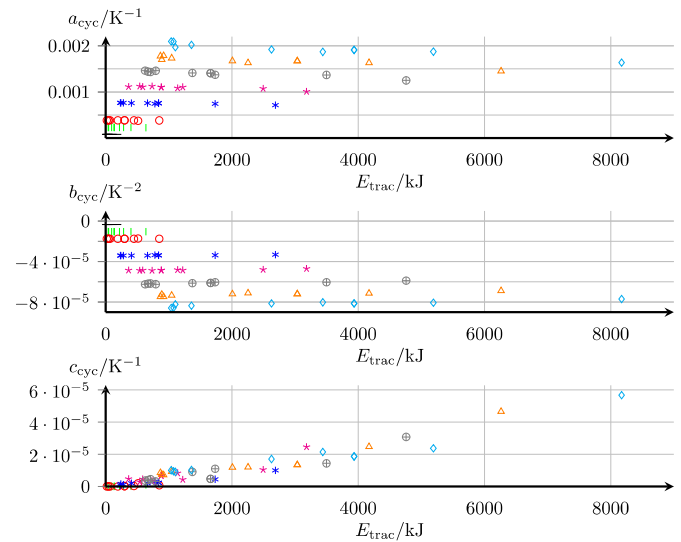 a_cyc/K⁻¹
0.002
0.001
0 2000 4000 6000 8000
E_trac/kJ
b_cyc/K⁻²
0
−4 · 10⁻⁵
−8 · 10⁻⁵
0 2000 4000 6000 8000
E_trac/kJ
c_cyc/K⁻¹
6 · 10⁻⁵
4 · 10⁻⁵
2 · 10⁻⁵
0
0 2000 4000 6000 8000
E_trac/kJ